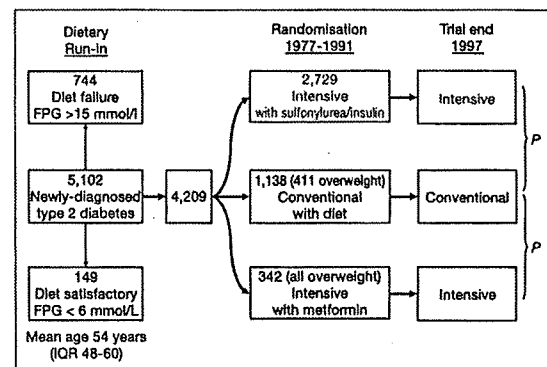 Dietary
Run-in
Randomisation
1977-1991
Trial end
1997
744
Diet failure
FPG >15 mmol/l
2,729
Intensive
with sulfonylurea/insulin
Intensive
P
5,102
Newly-diagnosed
type 2 diabetes
4,209
1,138 (411 overweight)
Conventional
with diet
Conventional
P
149
Diet satisfactory
FPG < 6 mmol/L
342 (all overweight)
Intensive
with metformin
Intensive
Mean age 54 years
(IQR 48-60)